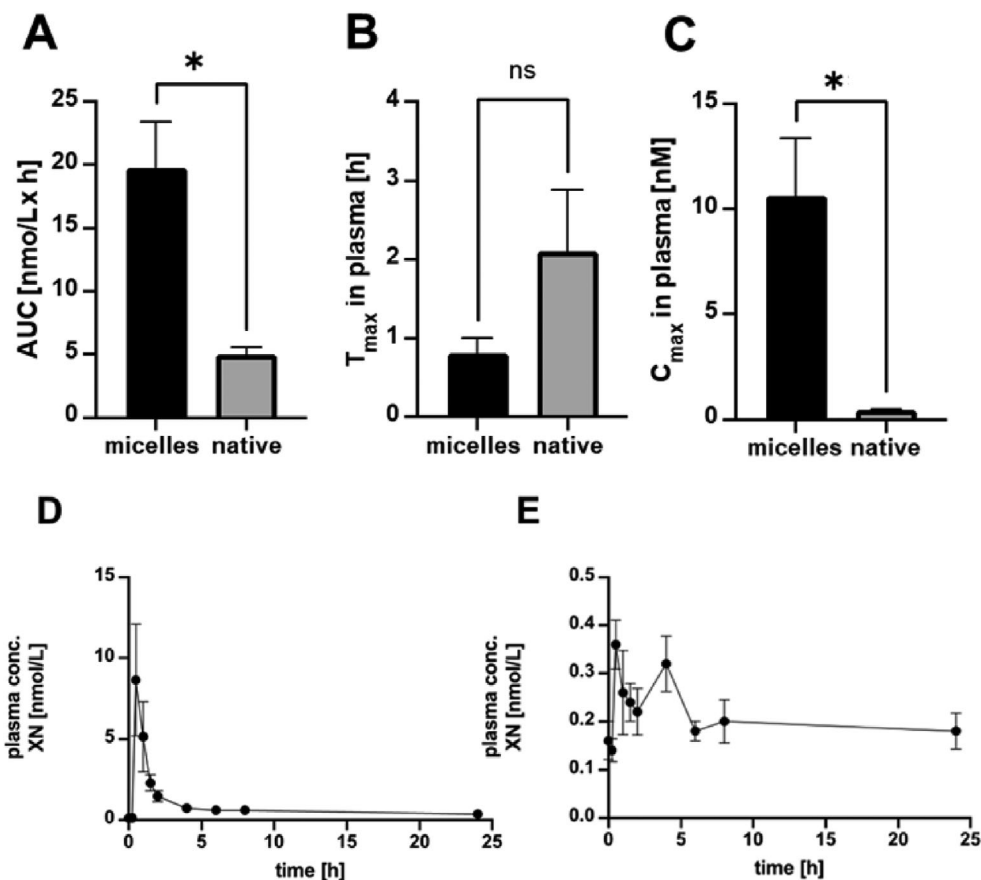 A
*
AUC [nmo/L x h]
25
20
15
10
5
0
micelles native
B
ns
Tmax in plasma [h]
4
3
2
1
0
micelles native
C
*
Cmax in plasma [nM]
15
10
5
0
micelles native
D
plasma conc.
XN [nmol/L]
15
10
5
0
0 5 10 15 20 25
time [h]
E
plasma conc.
XN [nmol/L]
0.5
0.4
0.3
0.2
0.1
0.0
0 5 10 15 20 25
time [h]